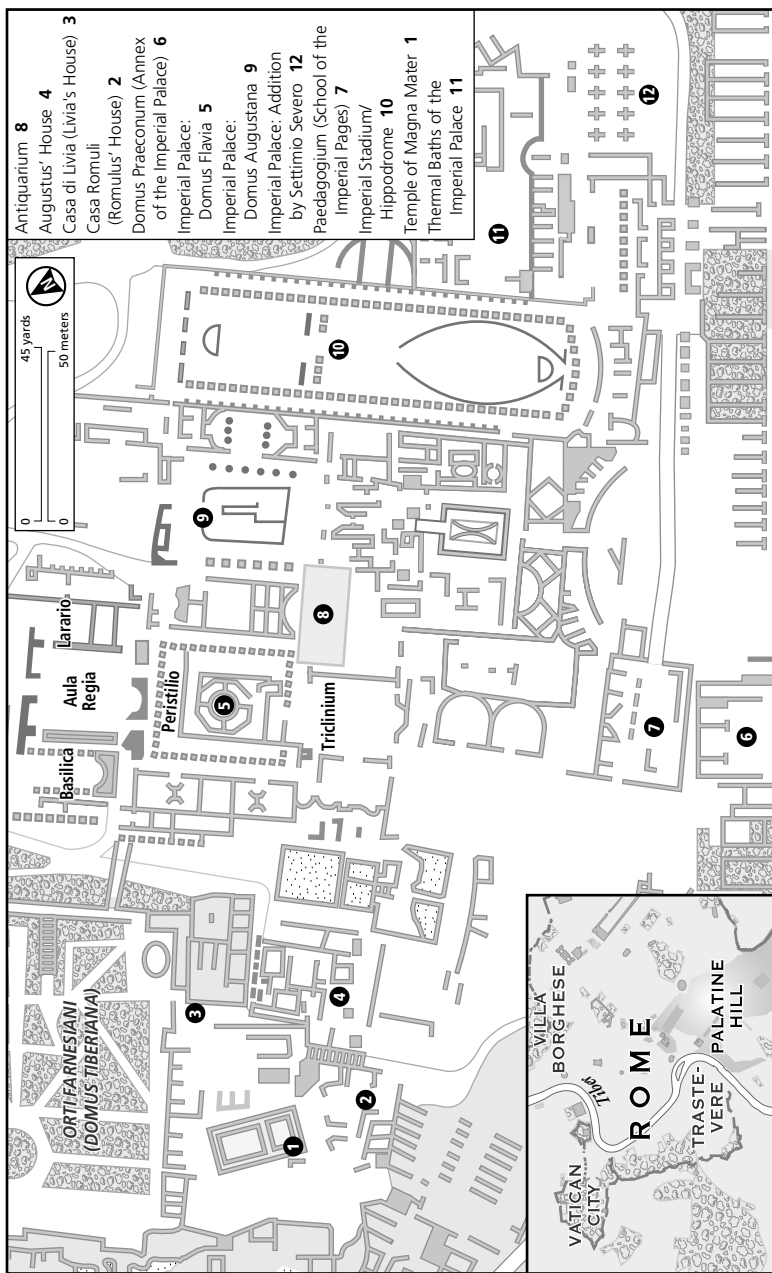 Antiquarium 8
Augustus' House 4
Casa di Livia (Livia's House) 3
Casa Romuli
(Romulus' House) 2
Domus Praeconum (Annex
of the Imperial Palace) 6
Imperial Palace:
Domus Flavia 5
Imperial Palace:
Domus Augustana 9
Imperial Palace: Addition
by Settimio Severo 12
Paedagogium (School of the
Imperial Pages) 7
Imperial Stadium/
Hippodrome 10
Temple of Magna Mater 1
Thermal Baths of the
Imperial Palace 11
0 45 yards
0 50 meters
N
ORTI FARNESIANI
(DOMUS TIBERIANA)
Basilica
Aula
Regia
Larario
Peristilio
Triclinium
1
2
3
4
5
6
7
8
9
10
11
12
VATICAN
CITY
VILLA
BORGHESE
Tiber
ROME
TRASTE-
VERE
PALATINE
HILL